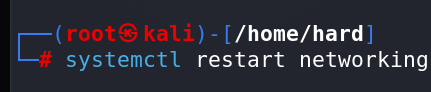 ┌──(root㉿kali)-[/home/hard]
└─# systemctl restart networking